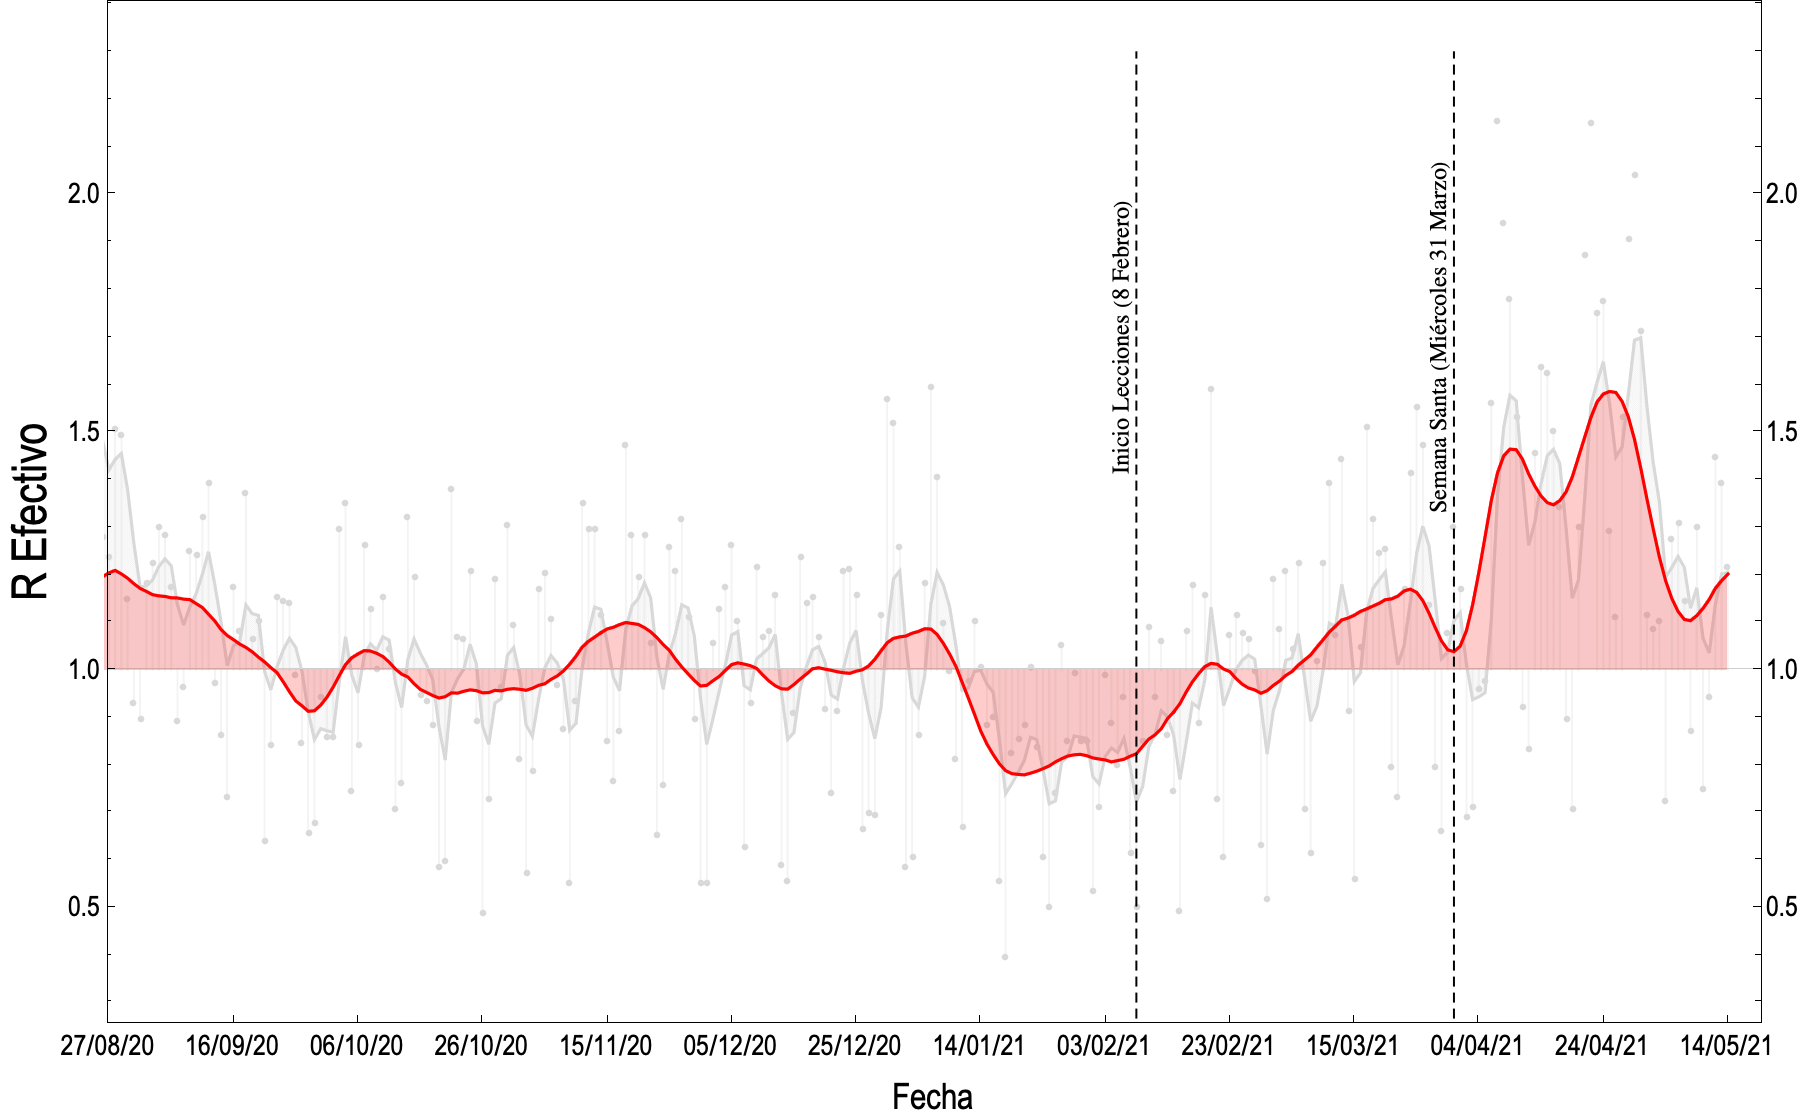 R Efectivo
2.0
1.5
1.0
0.5
2.0
1.5
1.0
0.5
Inicio Lecciones (8 Febrero)
Semana Santa (Miércoles 31 Marzo)
27/08/20 16/09/20 06/10/20 26/10/20 15/11/20 05/12/20 25/12/20 14/01/21 03/02/21 23/02/21 15/03/21 04/04/21 24/04/21 14/05/21
Fecha